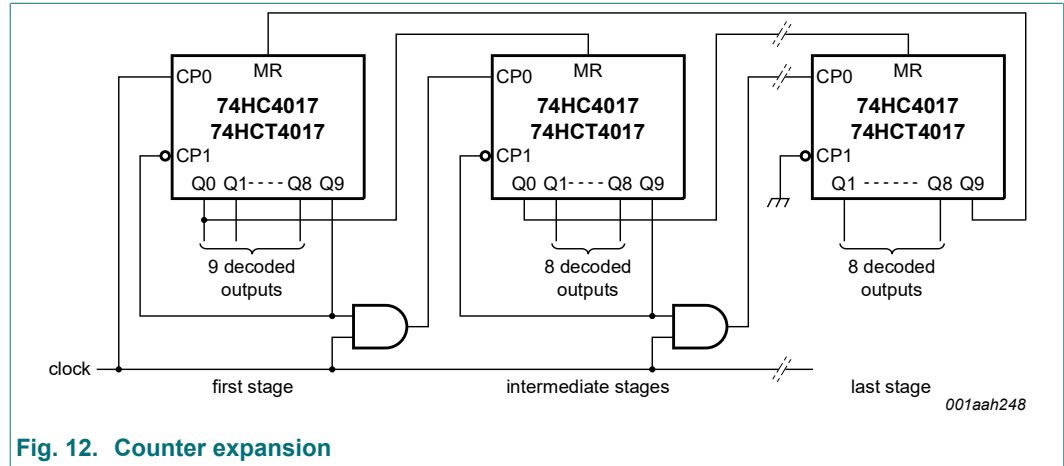 MR MR MR
CP0 CP0 CP0
74HC4017 74HC4017 74HC4017
74HCT4017 74HCT4017 74HCT4017
CP1 CP1 CP1
Q0 Q1---- Q8 Q9 Q0 Q1---- Q8 Q9 Q1 ------ Q8 Q9
9 decoded 8 decoded 8 decoded
outputs outputs outputs
clock
first stage intermediate stages last stage
001aah248
Fig. 12. Counter expansion